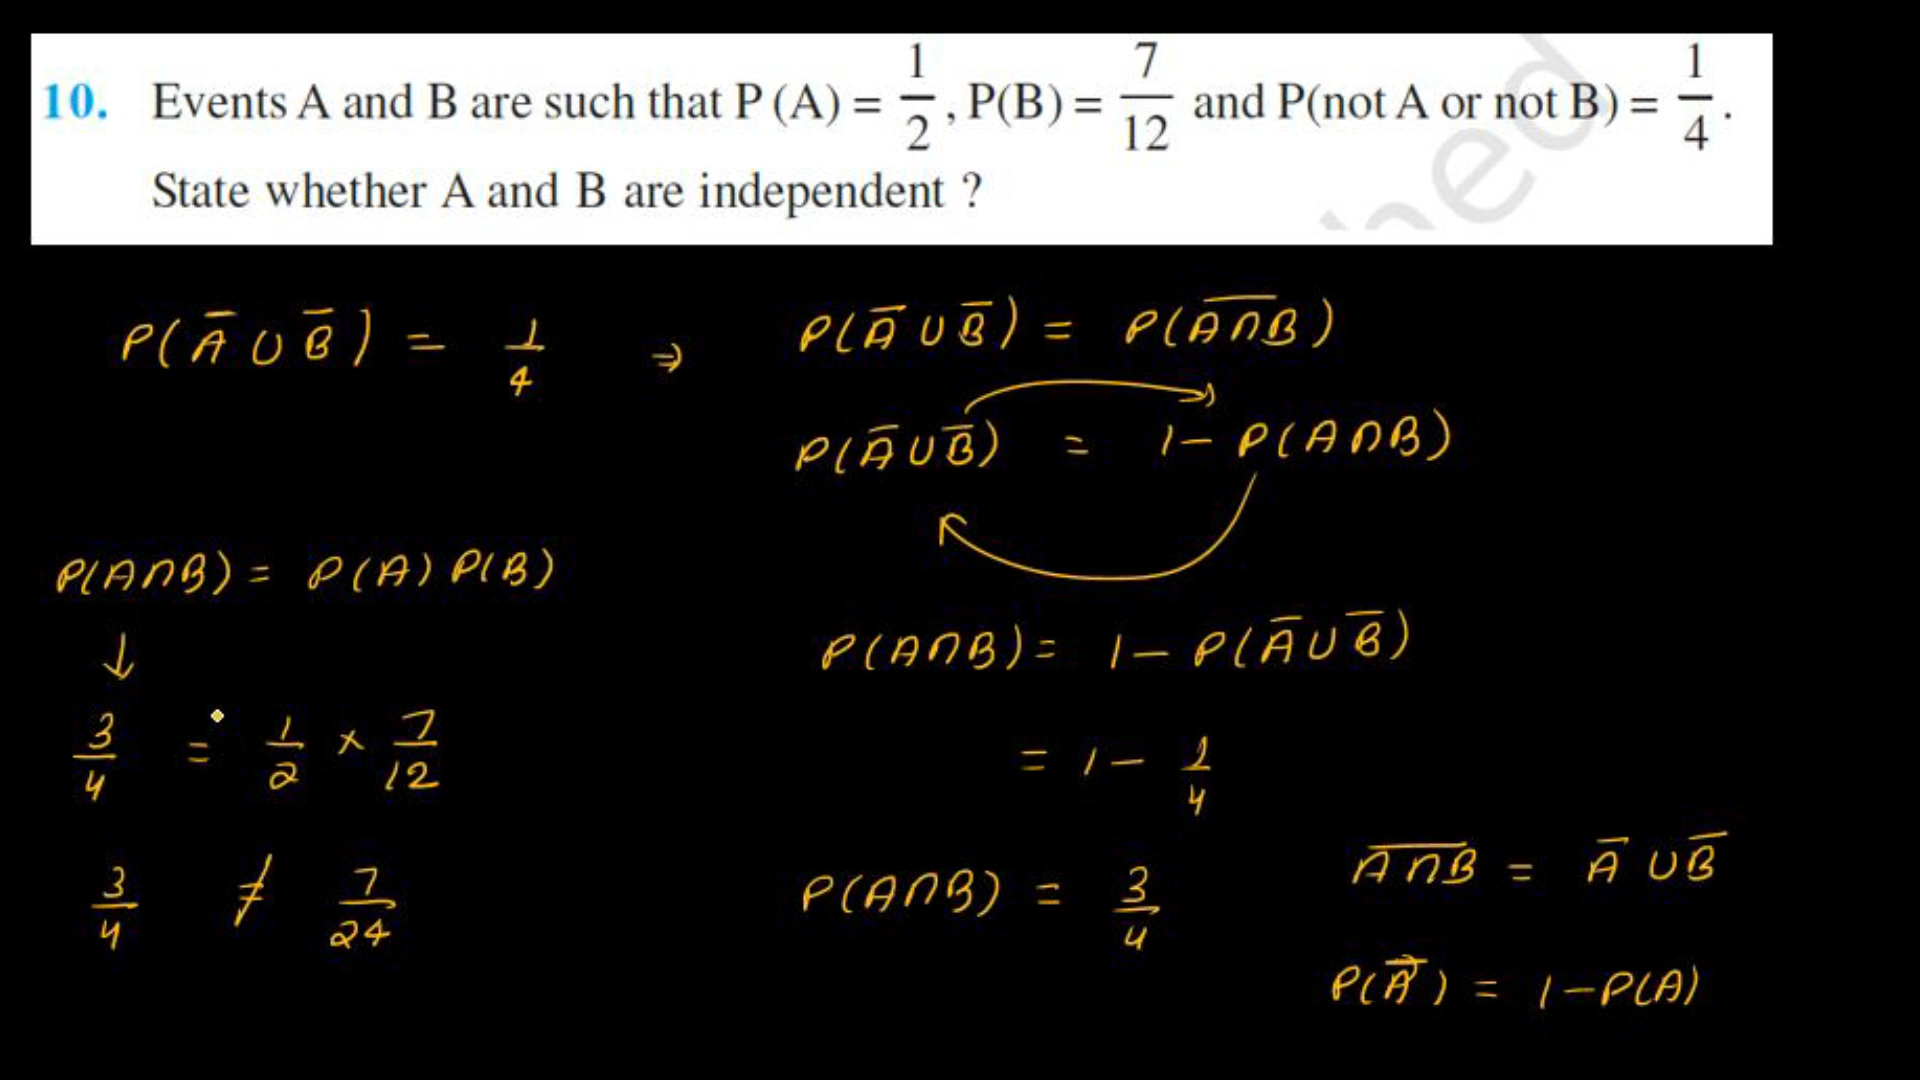 10. Events A and B are such that P (A) = 1/2, P(B) = 7/12 and P(not A or not B) = 1/4.
State whether A and B are independent ?
ned
P(A̅ ∪ B̅) = 1/4 ⇒
P(A̅ ∪ B̅) = P(A̅∩̅B̅)
P(A̅ ∪ B̅) = 1 - P(A∩B)
P(A∩B) = P(A) P(B)
↓
3/4 = 1/2 × 7/12
3/4 ≠ 7/24
P(A∩B) = 1 - P(A̅ ∪ B̅)
= 1 - 1/4
P(A∩B) = 3/4
A̅∩̅B̅ = A̅ ∪ B̅
P(A̅) = 1 - P(A)